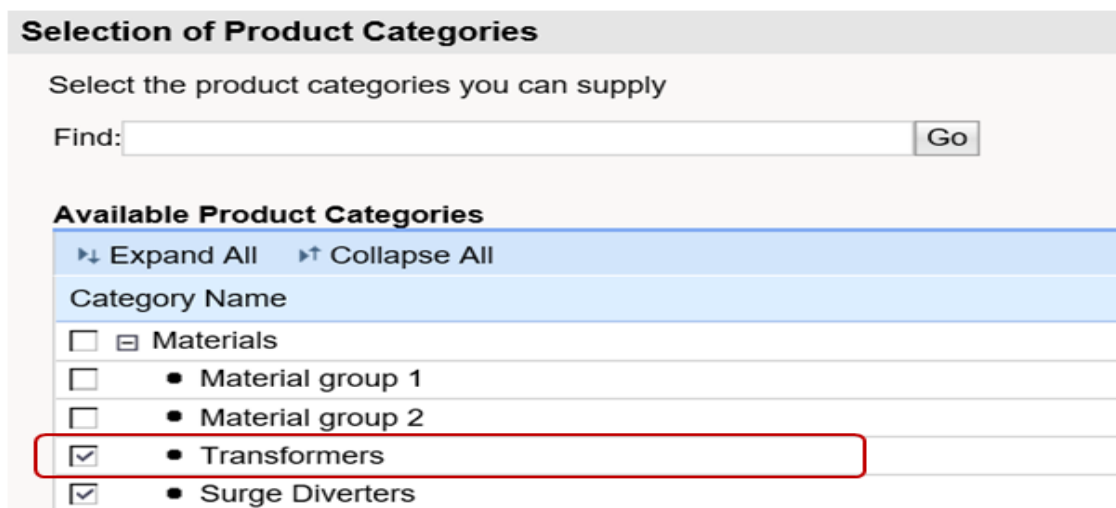 Selection of Product Categories
Select the product categories you can supply
Find: Go
Available Product Categories
Expand All Collapse All
Category Name
Materials
Material group 1
Material group 2
Transformers
Surge Diverters